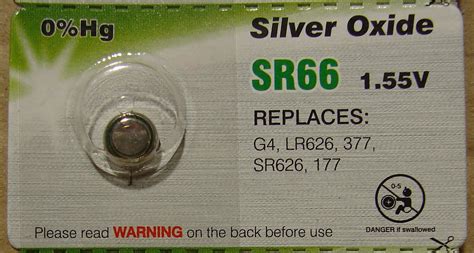 0%Hg
Silver Oxide
SR66 1.55V
REPLACES:
G4, LR626, 377,
SR626, 177
0-5
Please read WARNING on the back before use
DANGER if swallowed